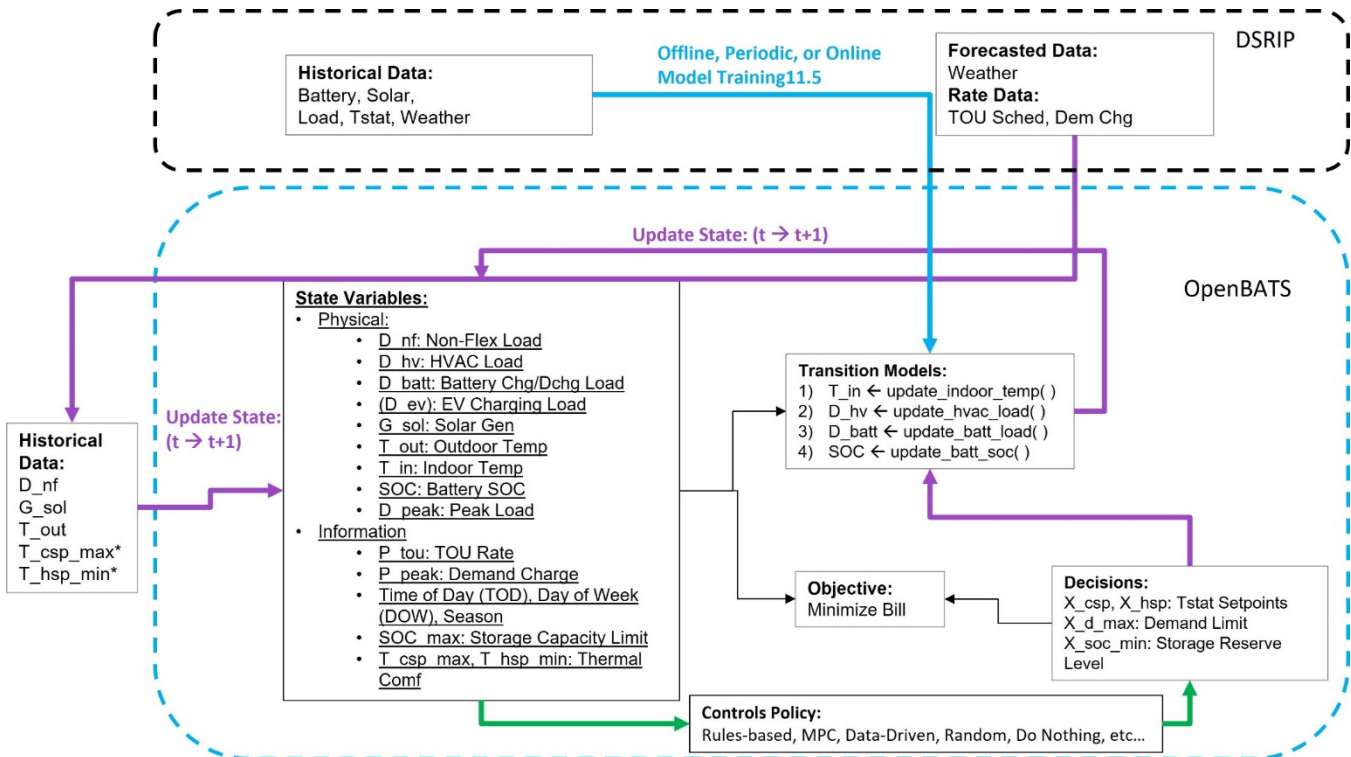 DSRIP
Historical Data:
Battery, Solar,
Load, Tstat, Weather
Offline, Periodic, or Online
Model Training11.5
Forecasted Data:
Weather
Rate Data:
TOU Sched, Dem Chg
Update State: (t → t+1)
OpenBATS
State Variables:
• Physical:
• D_nf: Non-Flex Load
• D_hv: HVAC Load
• D_batt: Battery Chg/Dchg Load
• (D_ev): EV Charging Load
• G_sol: Solar Gen
• T_out: Outdoor Temp
• T_in: Indoor Temp
• SOC: Battery SOC
• D_peak: Peak Load
• Information
• P_tou: TOU Rate
• P_peak: Demand Charge
• Time of Day (TOD), Day of Week
(DOW), Season
• SOC_max: Storage Capacity Limit
• T_csp_max, T_hsp_min: Thermal
Comf
Update State:
(t → t+1)
Historical
Data:
D_nf
G_sol
T_out
T_csp_max*
T_hsp_min*
Transition Models:
1) T_in ← update_indoor_temp( )
2) D_hv ← update_hvac_load( )
3) D_batt ← update_batt_load( )
4) SOC ← update_batt_soc( )
Objective:
Minimize Bill
Decisions:
X_csp, X_hsp: Tstat Setpoints
X_d_max: Demand Limit
X_soc_min: Storage Reserve
Level
Controls Policy:
Rules-based, MPC, Data-Driven, Random, Do Nothing, etc...